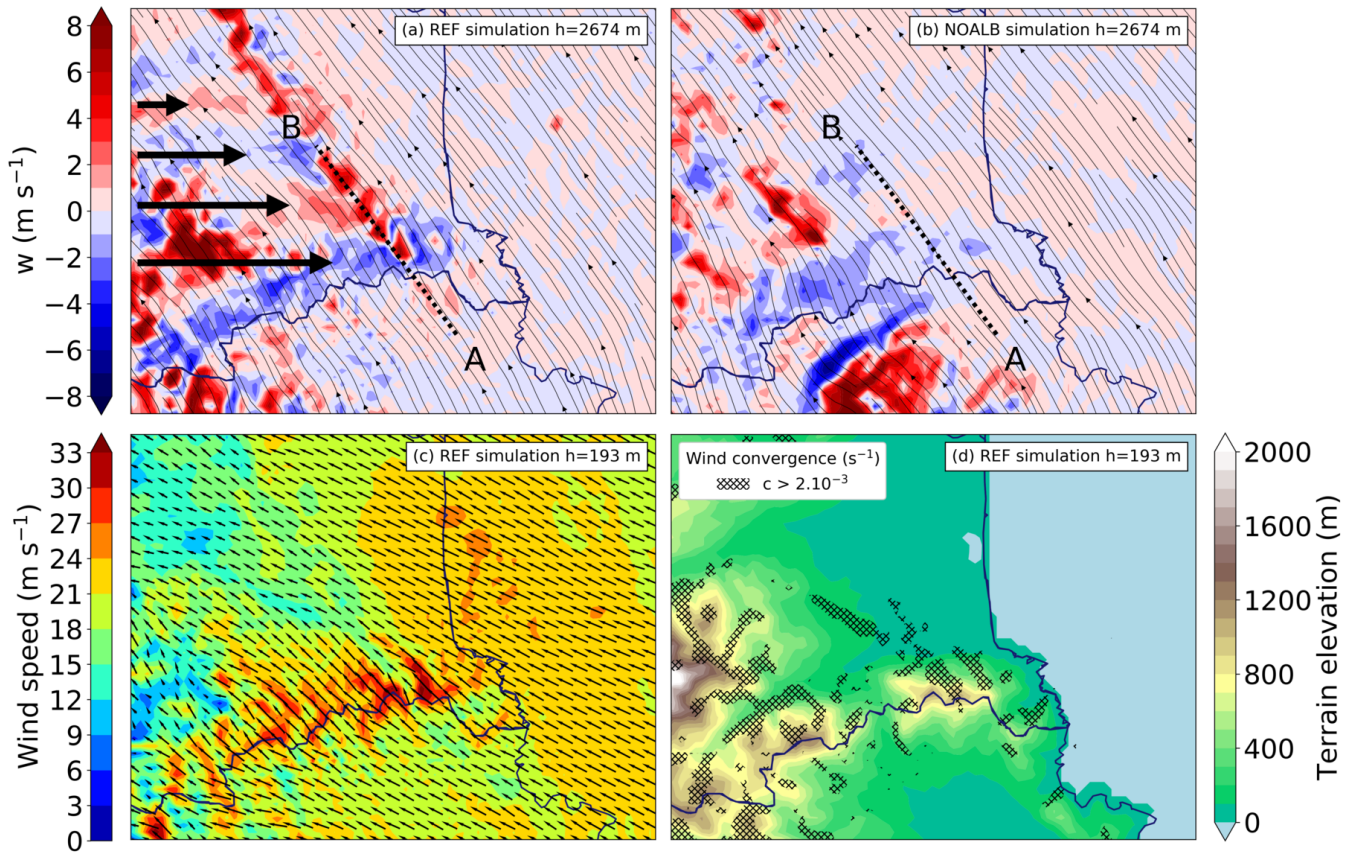 (a) REF simulation h=2674 m
(b) NOALB simulation h=2674 m
8
6
4
2
0
−2
−4
−6
−8
w (m s⁻¹)
B
A
B
A
(c) REF simulation h=193 m
Wind convergence (s⁻¹)
c > 2.10⁻³
(d) REF simulation h=193 m
33
30
27
24
21
18
15
12
9
6
3
0
Wind speed (m s⁻¹)
2000
1600
1200
800
400
0
Terrain elevation (m)